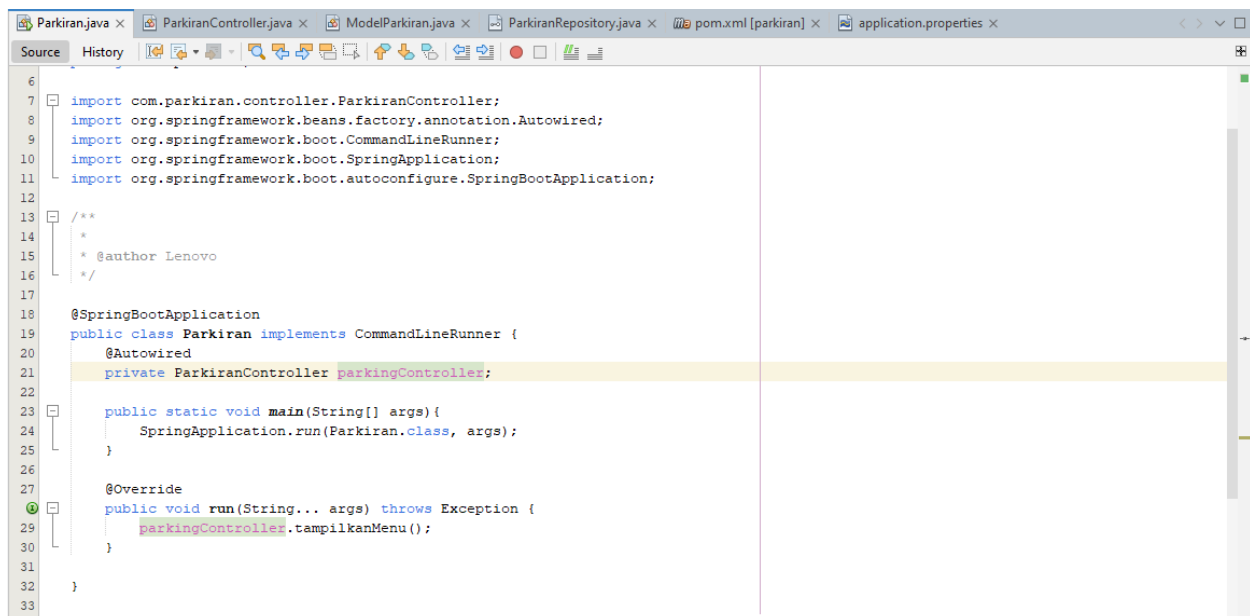 Parkiran.java × ParkiranController.java × ModelParkiran.java × ParkiranRepository.java × pom.xml [parkiran] × application.properties ×
Source History
6
7 import com.parkiran.controller.ParkiranController;
8 import org.springframework.beans.factory.annotation.Autowired;
9 import org.springframework.boot.CommandLineRunner;
10 import org.springframework.boot.SpringApplication;
11 import org.springframework.boot.autoconfigure.SpringBootApplication;
12
13 /**
14 *
15 * @author Lenovo
16 */
17
18 @SpringBootApplication
19 public class Parkiran implements CommandLineRunner {
20 @Autowired
21 private ParkiranController parkingController;
22
23 public static void main(String[] args){
24 SpringApplication.run(Parkiran.class, args);
25 }
26
27 @Override
public void run(String... args) throws Exception {
29 parkingController.tampilkanMenu();
30 }
31
32 }
33